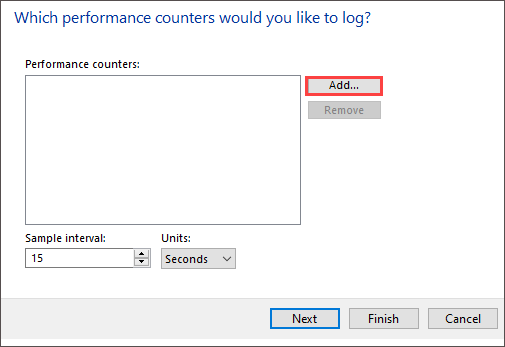 Which performance counters would you like to log?
Performance counters:
Add...
Remove
Sample interval:
Units:
15
Seconds
Next
Finish
Cancel